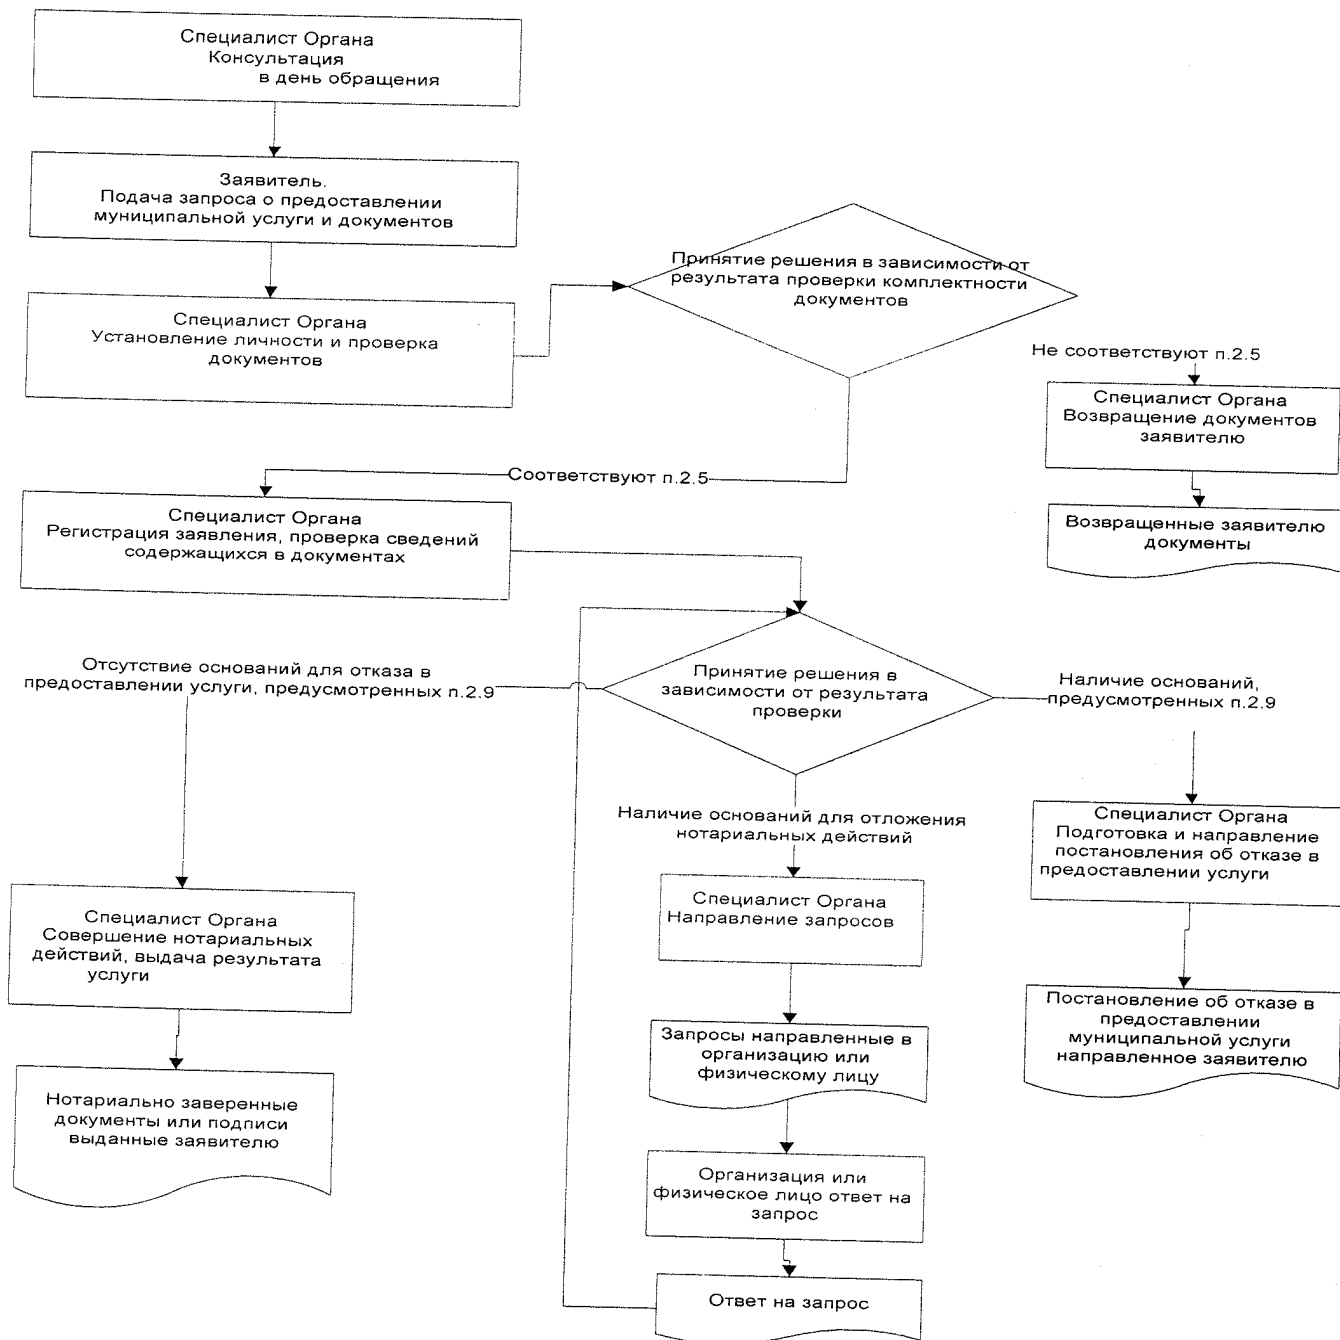 Специалист Органа
Консультация
в день обращения
Заявитель.
Подача запроса о предоставлении
муниципальной услуги и документов
Специалист Органа
Установление личности и проверка
документов
Принятие решения в зависимости от
результата проверки комплектности
документов
Не соответствуют п.2.5
Специалист Органа
Возвращение документов
заявителю
Возвращенные заявителю
документы
Соответствуют п.2.5
Специалист Органа
Регистрация заявления, проверка сведений
содержащихся в документах
Принятие решения в
зависимости от результата
проверки
Отсутствие оснований для отказа в
предоставлении услуги, предусмотренных п.2.9
Наличие оснований,
предусмотренных п.2.9
Наличие оснований для отложения
нотариальных действий
Специалист Органа
Подготовка и направление
постановления об отказе в
предоставлении услуги
Специалист Органа
Совершение нотариальных
действий, выдача результата
услуги
Специалист Органа
Направление запросов
Постановление об отказе в
предоставлении
муниципальной услуги
направленное заявителю
Запросы направленные в
организацию или
физическому лицу
Нотариально заверенные
документы или подписи
выданные заявителю
Организация или
физическое лицо ответ на
запрос
Ответ на запрос